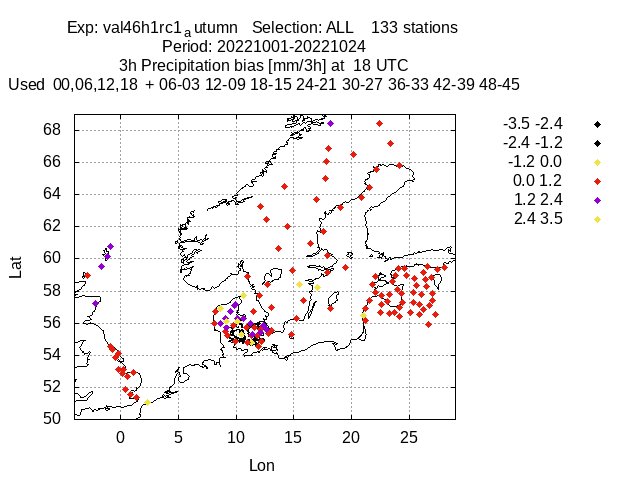 Exp: val46h1rc1autumn Selection: ALL 133 stations
Period: 20221001-20221024
3h Precipitation bias [mm/3h] at 18 UTC
Used 00,06,12,18 + 06-03 12-09 18-15 24-21 30-27 36-33 42-39 48-45
-3.5 -2.4
-2.4 -1.2
-1.2 0.0
0.0 1.2
1.2 2.4
2.4 3.5
68
66
64
62
60
58
56
54
52
50
Lat
0 5 10 15 20 25
Lon